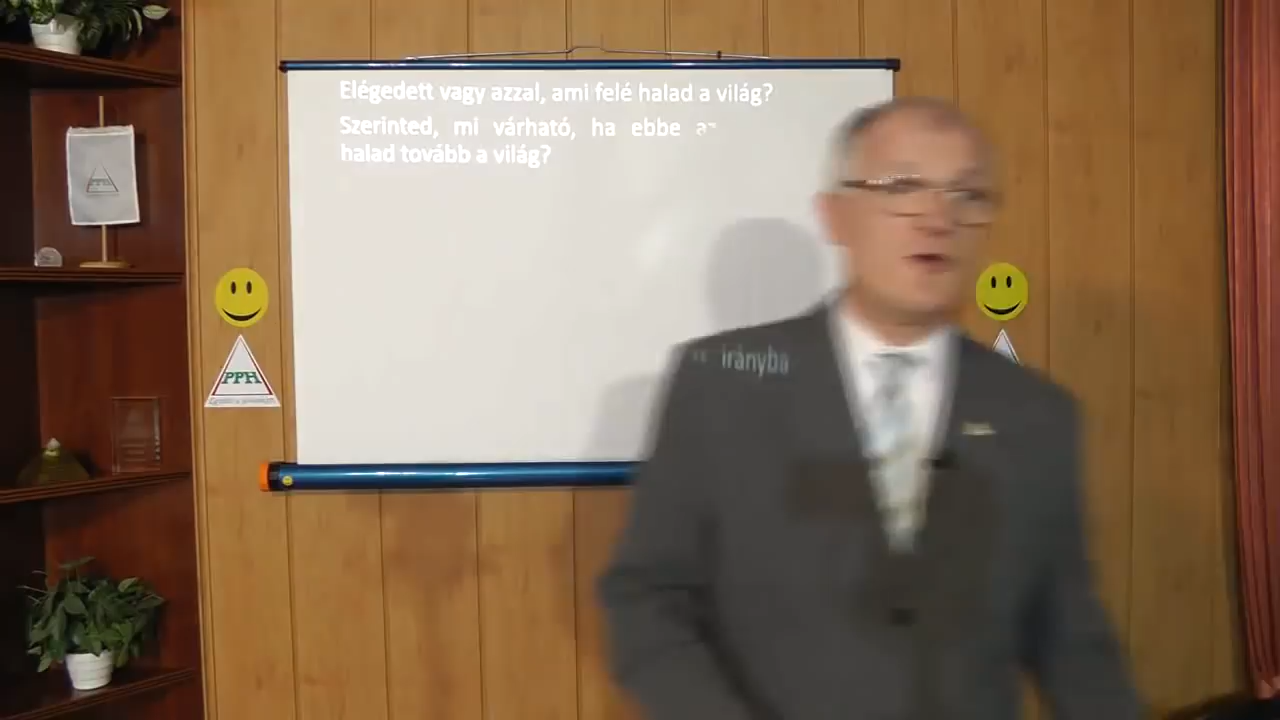 Elégedett vagy azzal, ami felé halad a világ?
Szerinted, mi várható, ha ebbe az irányba
halad tovább a világ?
PPH